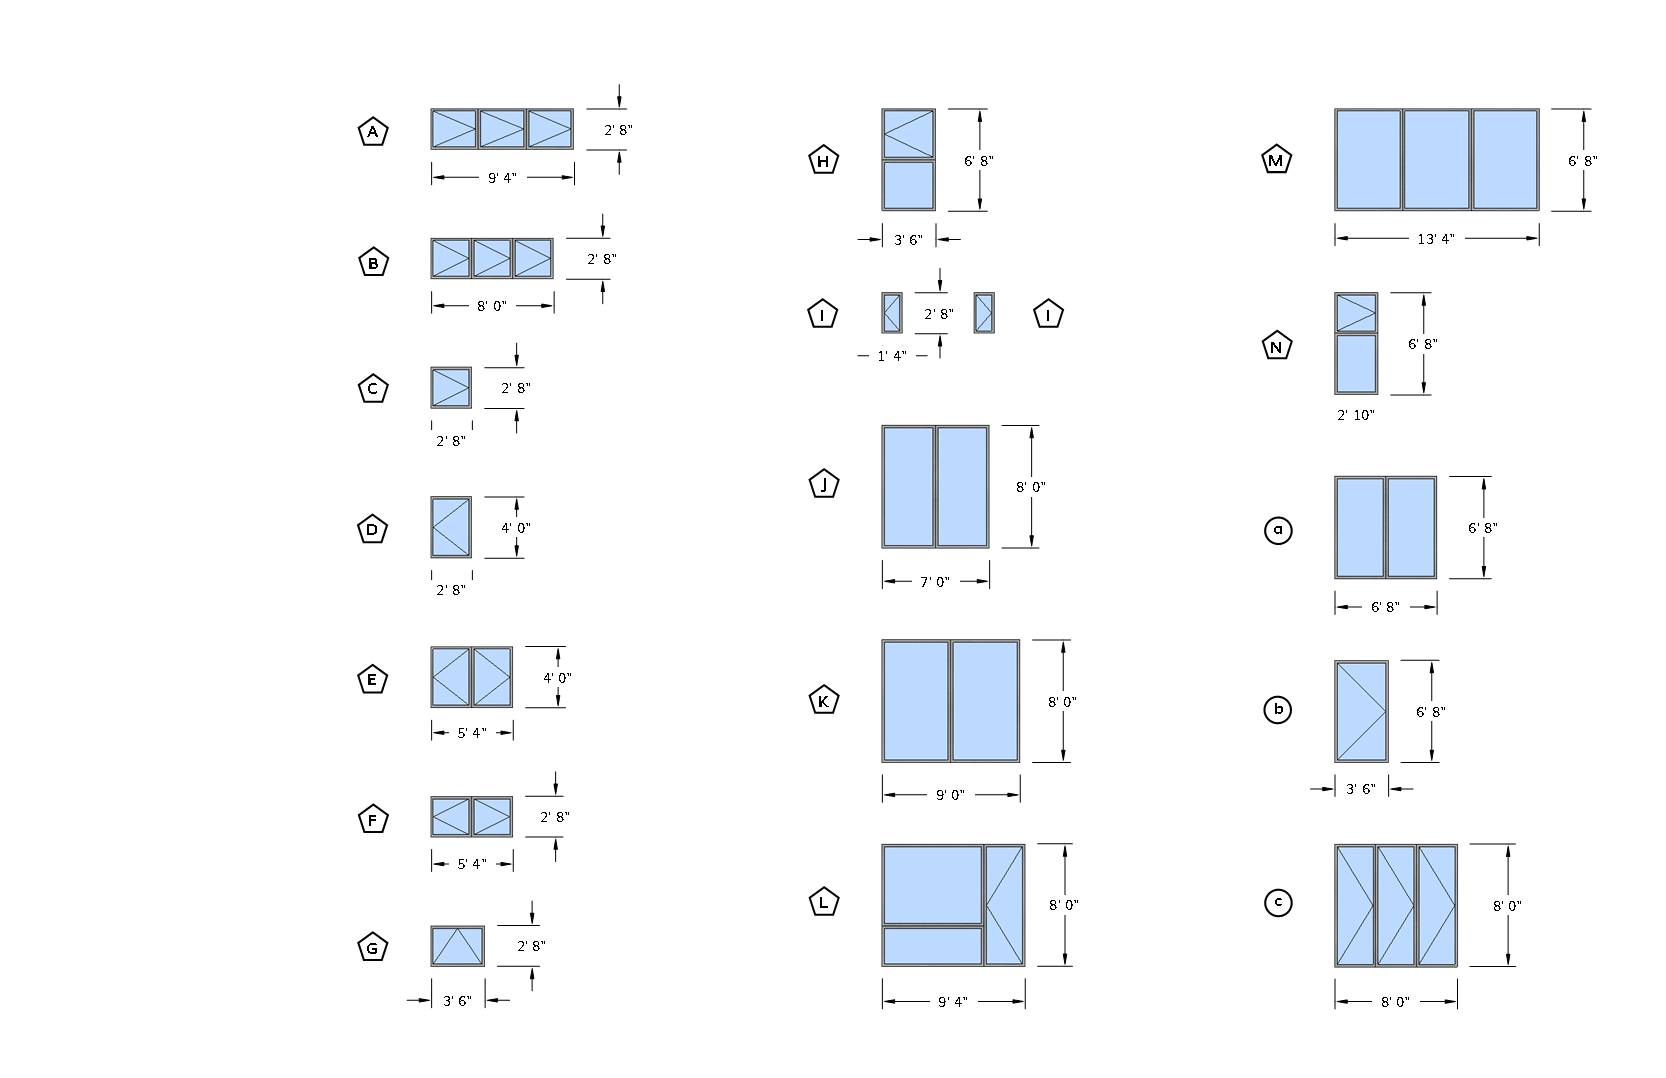 A
2' 8"
9' 4"
B
2' 8"
8' 0"
C
2' 8"
2' 8"
D
4' 0"
2' 8"
E
4' 0"
5' 4"
F
2' 8"
5' 4"
G
2' 8"
3' 6"
H
6' 8"
3' 6"
I
2' 8"
I
1' 4"
J
8' 0"
7' 0"
K
8' 0"
9' 0"
L
8' 0"
9' 4"
M
6' 8"
13' 4"
N
6' 8"
2' 10"
a
6' 8"
6' 8"
b
6' 8"
3' 6"
c
8' 0"
8' 0"